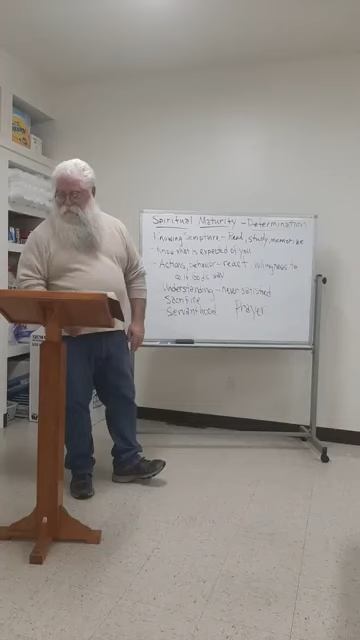 Spiritual Maturity - Determination
Knowing Scripture - Read, study, memorize
- Know what is expected of you
- Actions, behavior - react - willingness to
do it God's way
Understanding - never satisfied
Sacrifice
Servanthood Prayer